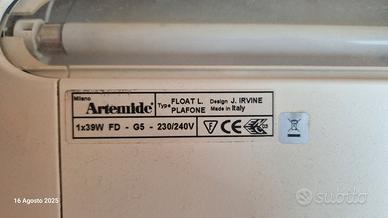 Milano
Artemide®
Type FLOAT L. PLAFONE
Design J. IRVINE
Made in Italy
1x39W FD - G5 - 230/240V
F CE
16 Agosto 2025
subito